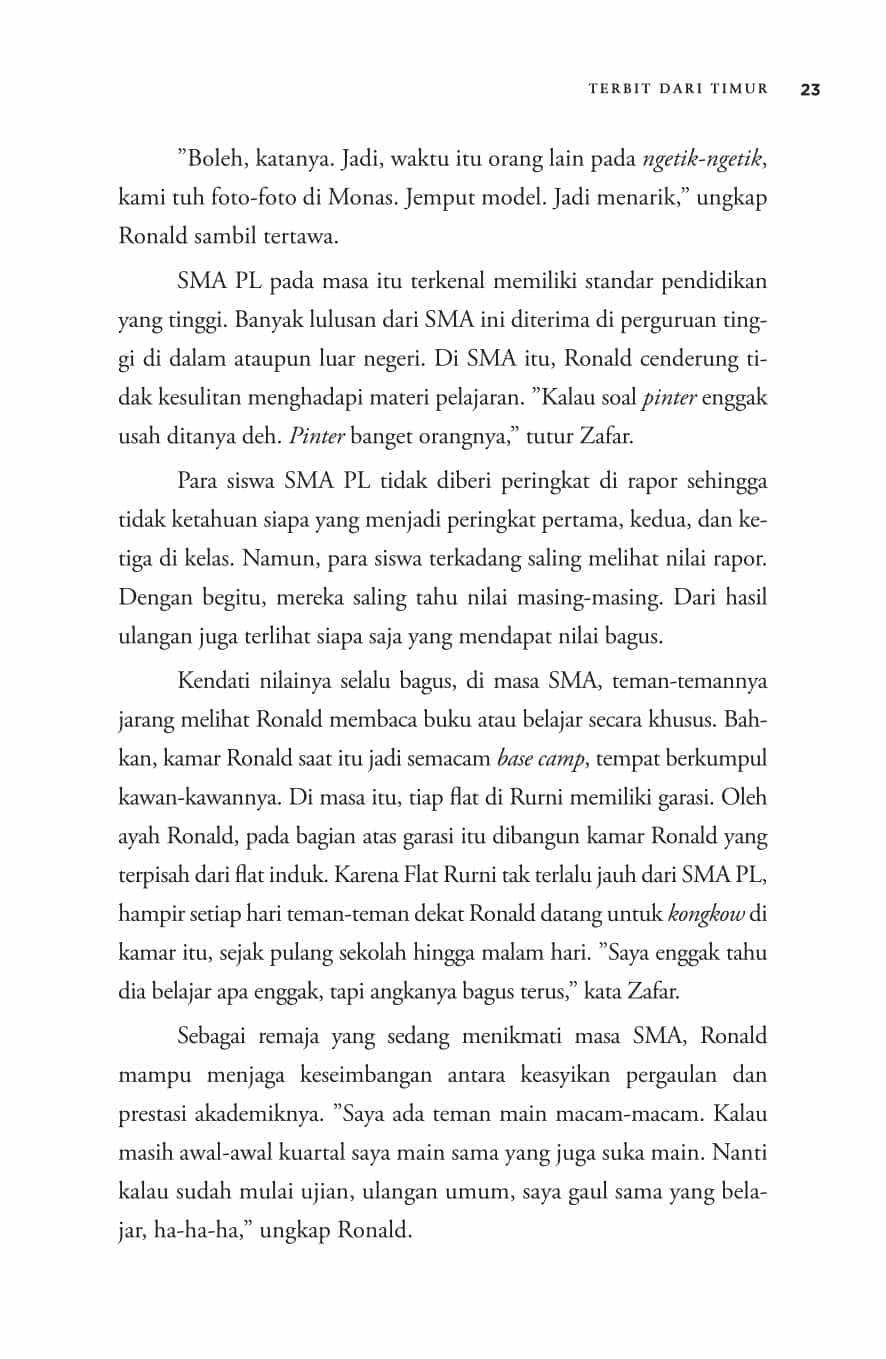 TERBIT DARI TIMUR 23
”Boleh, katanya. Jadi, waktu itu orang lain pada ngetik-ngetik,
kami tuh foto-foto di Monas. Jemput model. Jadi menarik,” ungkap
Ronald sambil tertawa.
SMA PL pada masa itu terkenal memiliki standar pendidikan
yang tinggi. Banyak lulusan dari SMA ini diterima di perguruan ting-
gi di dalam ataupun luar negeri. Di SMA itu, Ronald cenderung ti-
dak kesulitan menghadapi materi pelajaran. ”Kalau soal pinter enggak
usah ditanya deh. Pinter banget orangnya,” tutur Zafar.
Para siswa SMA PL tidak diberi peringkat di rapor sehingga
tidak ketahuan siapa yang menjadi peringkat pertama, kedua, dan ke-
tiga di kelas. Namun, para siswa terkadang saling melihat nilai rapor.
Dengan begitu, mereka saling tahu nilai masing-masing. Dari hasil
ulangan juga terlihat siapa saja yang mendapat nilai bagus.
Kendati nilainya selalu bagus, di masa SMA, teman-temannya
jarang melihat Ronald membaca buku atau belajar secara khusus. Bah-
kan, kamar Ronald saat itu jadi semacam base camp, tempat berkumpul
kawan-kawannya. Di masa itu, tiap flat di Rurni memiliki garasi. Oleh
ayah Ronald, pada bagian atas garasi itu dibangun kamar Ronald yang
terpisah dari flat induk. Karena Flat Rurni tak terlalu jauh dari SMA PL,
hampir setiap hari teman-teman dekat Ronald datang untuk kongkow di
kamar itu, sejak pulang sekolah hingga malam hari. ”Saya enggak tahu
dia belajar apa enggak, tapi angkanya bagus terus,” kata Zafar.
Sebagai remaja yang sedang menikmati masa SMA, Ronald
mampu menjaga keseimbangan antara keasyikan pergaulan dan
prestasi akademiknya. ”Saya ada teman main macam-macam. Kalau
masih awal-awal kuartal saya main sama yang juga suka main. Nanti
kalau sudah mulai ujian, ulangan umum, saya gaul sama yang bela-
jar, ha-ha-ha,” ungkap Ronald.